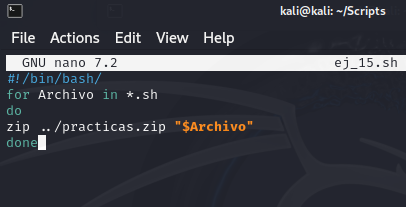 kali@kali: ~/Scripts
File Actions Edit View Help
GNU nano 7.2 ej_15.sh
#!/bin/bash/
for Archivo in *.sh
do
zip ../practicas.zip "$Archivo"
done